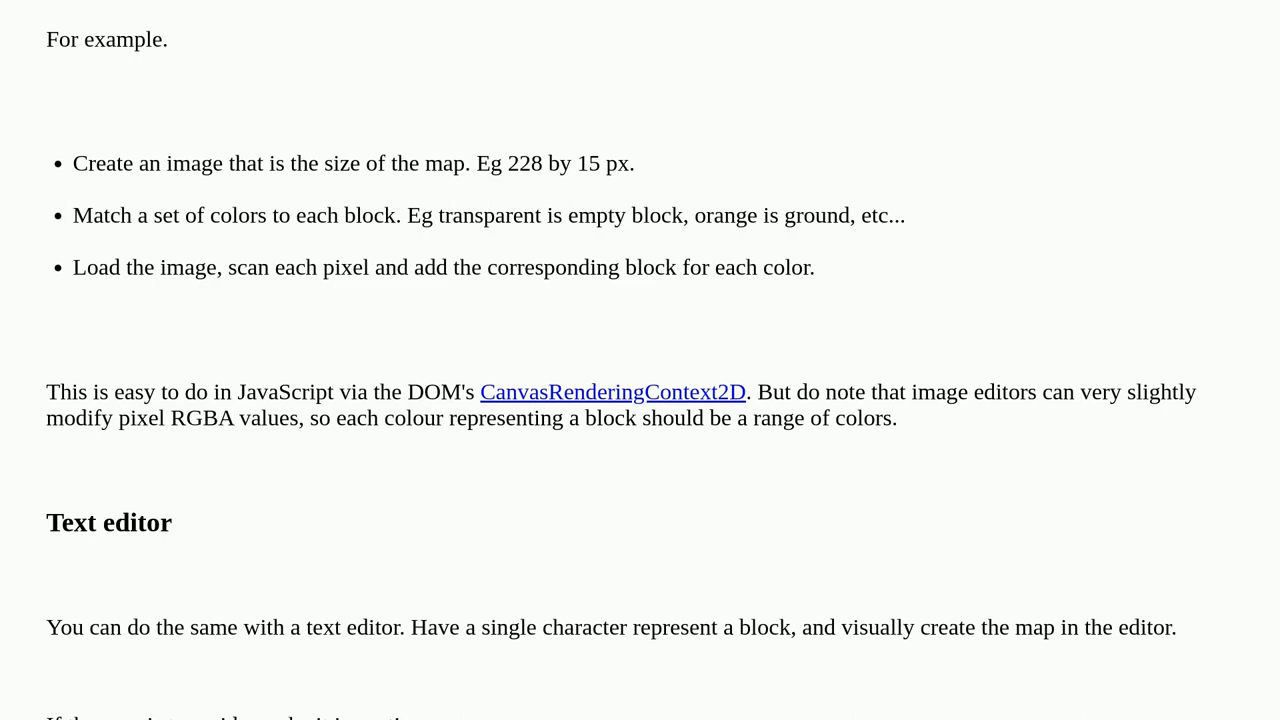 For example.
• Create an image that is the size of the map. Eg 228 by 15 px.
• Match a set of colors to each block. Eg transparent is empty block, orange is ground, etc...
• Load the image, scan each pixel and add the corresponding block for each color.
This is easy to do in JavaScript via the DOM's CanvasRenderingContext2D. But do note that image editors can very slightly
modify pixel RGBA values, so each colour representing a block should be a range of colors.
Text editor
You can do the same with a text editor. Have a single character represent a block, and visually create the map in the editor.